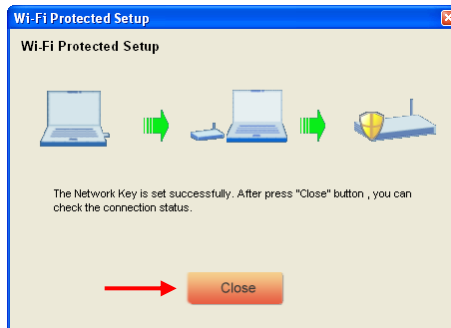 Wi-Fi Protected Setup
Wi-Fi Protected Setup
The Network Key is set successfully. After press "Close" button , you can
check the connection status.
Close